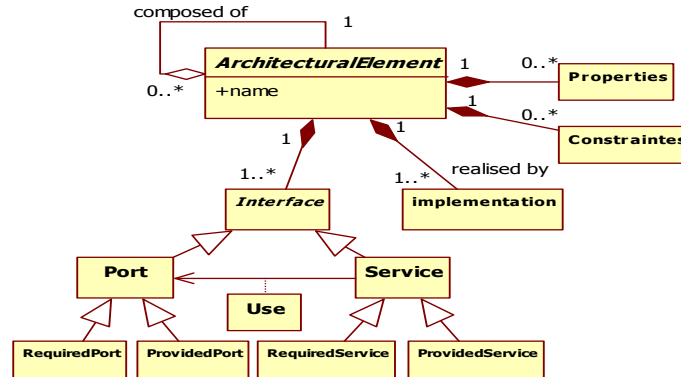 composed of
1
ArchitecturalElement
0..*
+name
1
0..*
Properties
1
0..*
Constraintes
1
1
1..*
realised by
1..*
Interface
implementation
Port
Service
Use
RequiredPort
ProvidedPort
RequiredService
ProvidedService